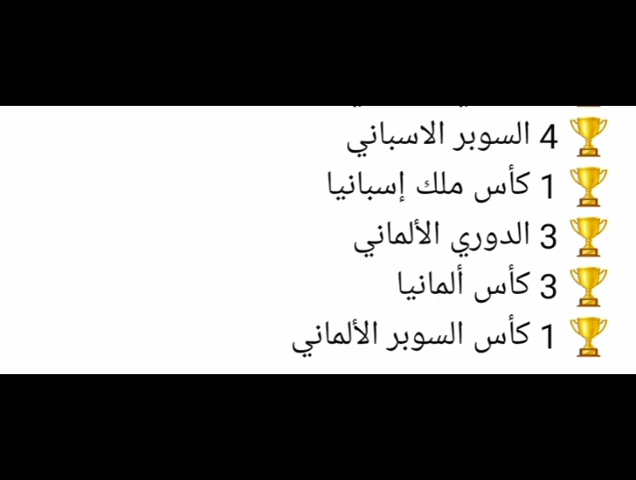 🏆 4 السوبر الاسباني
🏆 1 كأس ملك إسبانيا
🏆 3 الدوري الألماني
🏆 3 كأس ألمانيا
🏆 1 كأس السوبر الألماني